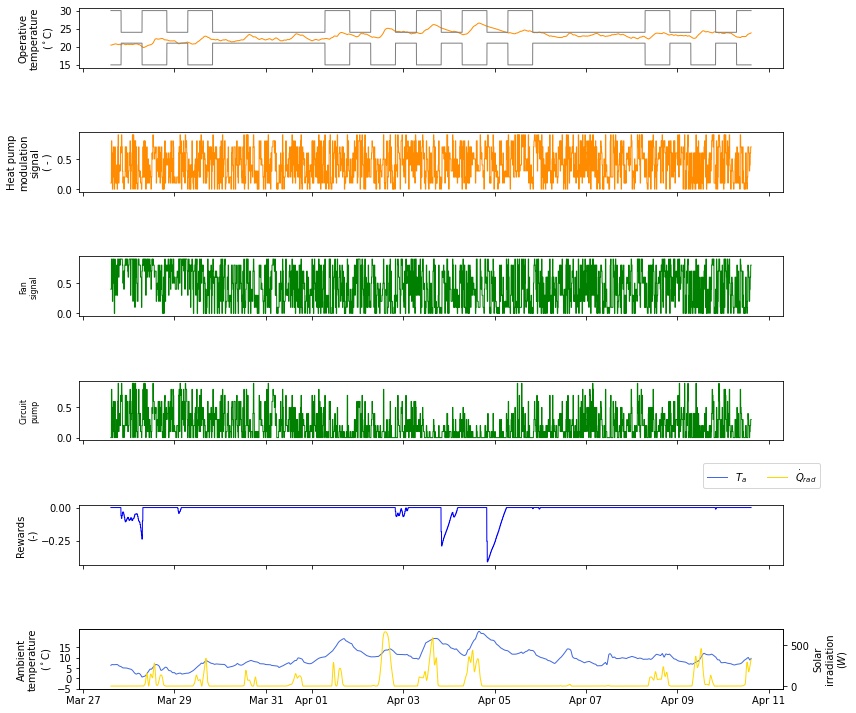 Operative
temperature
(°C)
30
25
20
15
Heat pump
modulation
signal
( - )
0.5
0.0
Fan
signal
0.5
0.0
Circuit
pump
0.5
0.0
T_a Q̇_rad
Rewards
(-)
0.00
−0.25
Ambient
temperature
(°C)
15
10
5
0
−5
500
0
Solar
irradiation
(W)
Mar 27 Mar 29 Mar 31 Apr 01 Apr 03 Apr 05 Apr 07 Apr 09 Apr 11